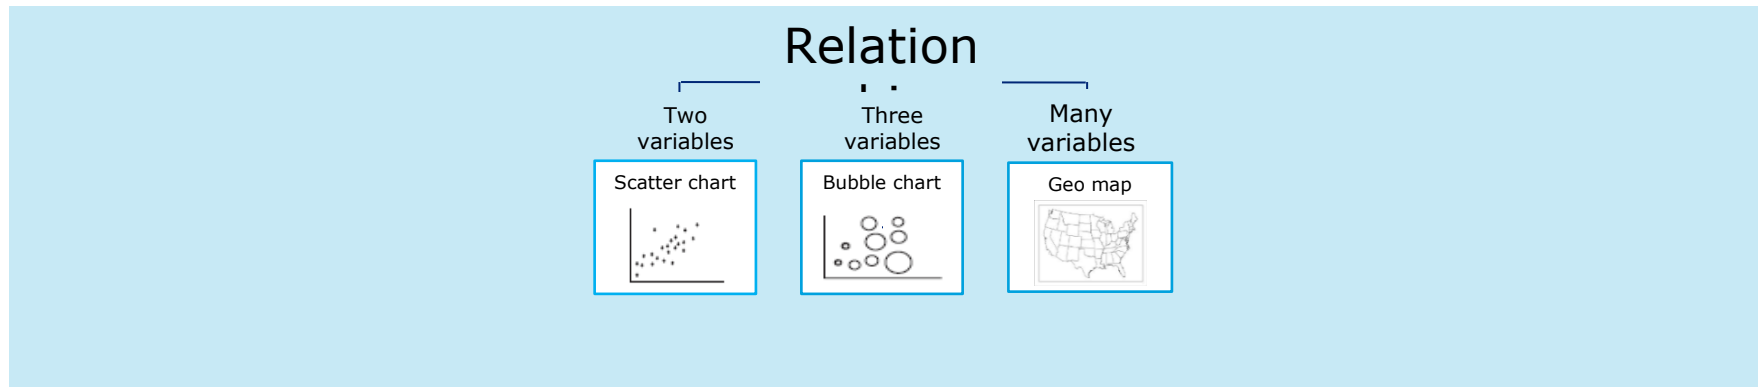 Relation
Two
variables
Three
variables
Many
variables
Scatter chart
Bubble chart
Geo map